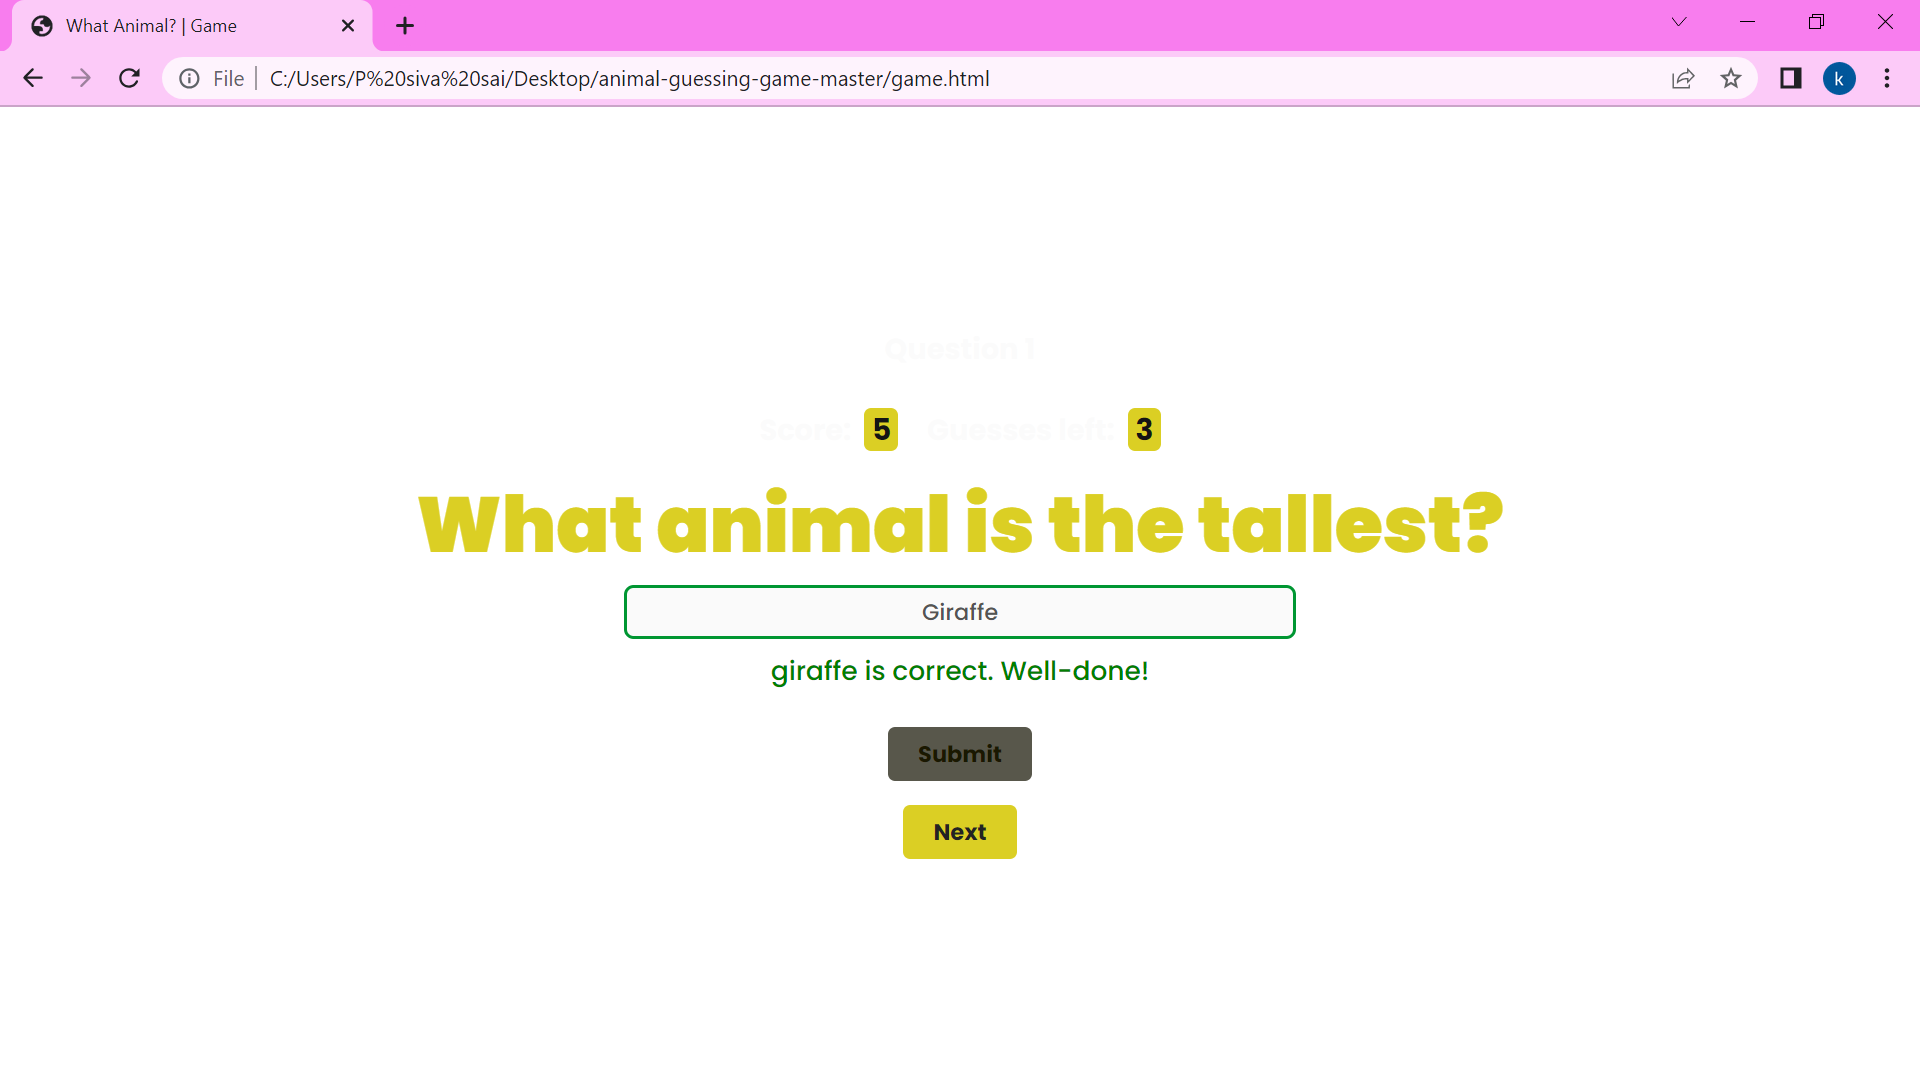 What Animal? | Game
File
C:/Users/P%20siva%20sai/Desktop/animal-guessing-game-master/game.html
k
Question 1
Score: 5 Guesses left: 3
What animal is the tallest?
Giraffe
giraffe is correct. Well-done!
Submit
Next